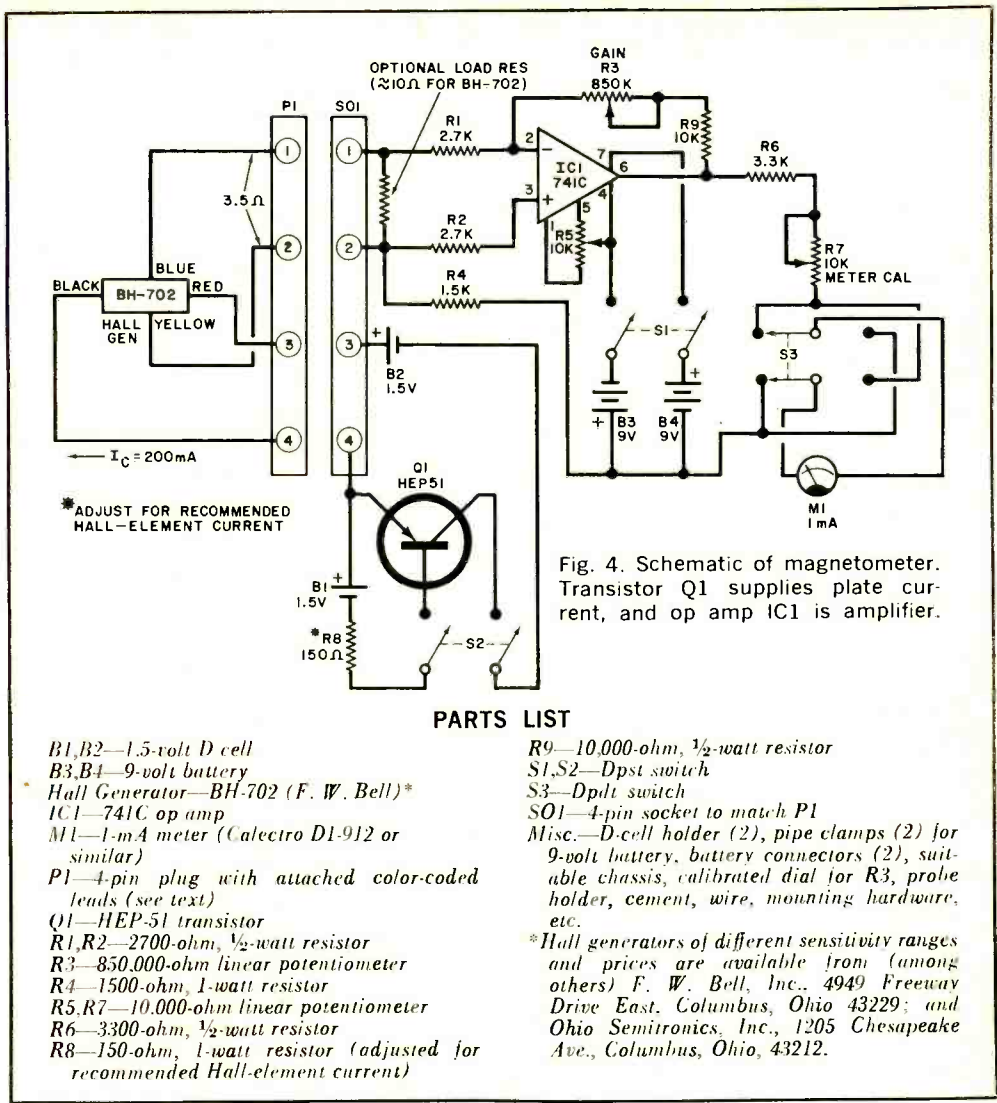 OPTIONAL LOAD RES
(≈10Ω FOR BH-702)
GAIN
R3
850K
P1
SO1
R1
2.7K
R9
10K
R6
3.3K
1
1
2
7
6
IC1
741C
4
3
5
1
R5
10K
3.5Ω
2
2
R2
2.7K
R4
1.5K
R7
10K
METER CAL
BLUE
BLACK
BH-702
RED
HALL
GEN
YELLOW
3
3
+
B2
1.5V
S1
S3
+
+
B3
9V
B4
9V
4
4
← I_C = 200mA
*ADJUST FOR RECOMMENDED
HALL-ELEMENT CURRENT
Q1
HEP51
M1
1mA
B1
1.5V
+
*R8
150Ω
S2
Fig. 4. Schematic of magnetometer.
Transistor Q1 supplies plate cur-
rent, and op amp IC1 is amplifier.
PARTS LIST
B1,B2—1.5-volt D cell
B3,B4—9-volt battery
Hall Generator—BH-702 (F. W. Bell)*
IC1—741C op amp
M1—1-mA meter (Calectro D1-912 or
similar)
P1—4-pin plug with attached color-coded
leads (see text)
Q1—HEP-51 transistor
R1,R2—2700-ohm, ½-watt resistor
R3—850,000-ohm linear potentiometer
R4—1500-ohm, 1-watt resistor
R5,R7—10,000-ohm linear potentiometer
R6—3300-ohm, ½-watt resistor
R8—150-ohm, 1-watt resistor (adjusted for
recommended Hall-element current)
R9—10,000-ohm, ½-watt resistor
S1,S2—Dpst switch
S3—Dpdt switch
SO1—4-pin socket to match P1
Misc.—D-cell holder (2), pipe clamps (2) for
9-volt battery, battery connectors (2), suit-
able chassis, calibrated dial for R3, probe
holder, cement, wire, mounting hardware,
etc.
*Hall generators of different sensitivity ranges
and prices are available from (among
others) F. W. Bell, Inc., 4949 Freeway
Drive East, Columbus, Ohio 43229; and
Ohio Semitronics, Inc., 1205 Chesapeake
Ave., Columbus, Ohio, 43212.